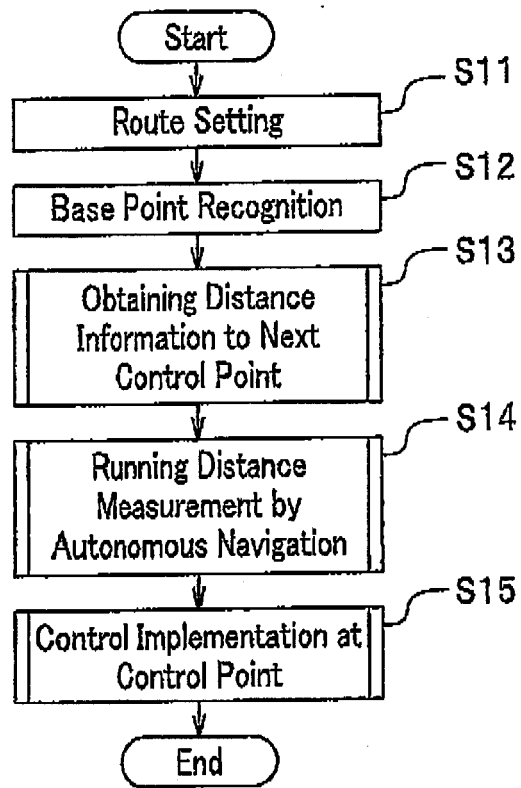 Start
S11
Route Setting
S12
Base Point Recognition
S13
Obtaining Distance
Information to Next
Control Point
S14
Running Distance
Measurement by
Autonomous Navigation
S15
Control Implementation at
Control Point
End